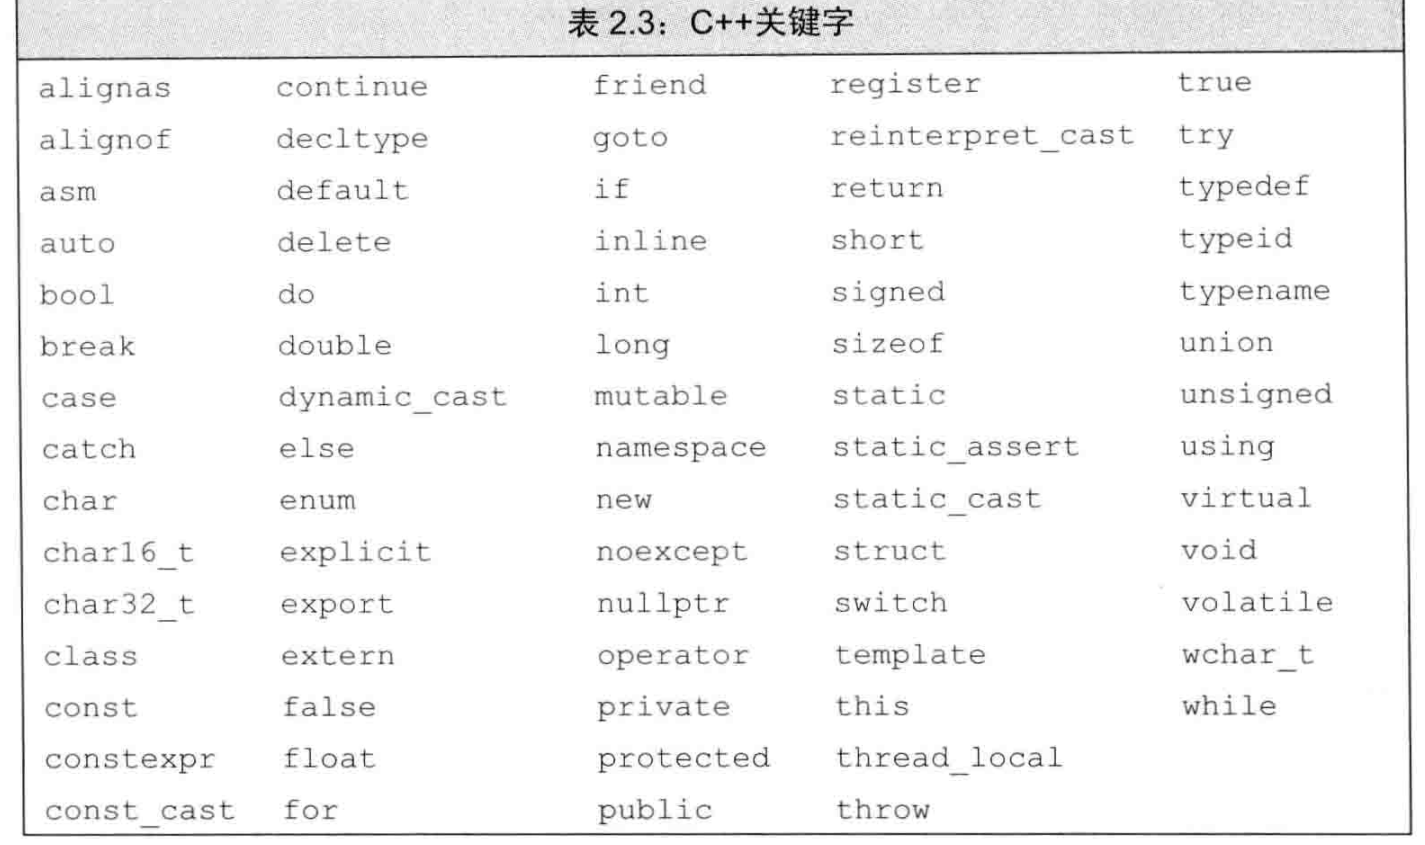 表 2.3：C++关键字
alignas continue friend register true
alignof decltype goto reinterpret_cast try
asm default if return typedef
auto delete inline short typeid
bool do int signed typename
break double long sizeof union
case dynamic_cast mutable static unsigned
catch else namespace static_assert using
char enum new static_cast virtual
char16_t explicit noexcept struct void
char32_t export nullptr switch volatile
class extern operator template wchar_t
const false private this while
constexpr float protected thread_local
const_cast for public throw